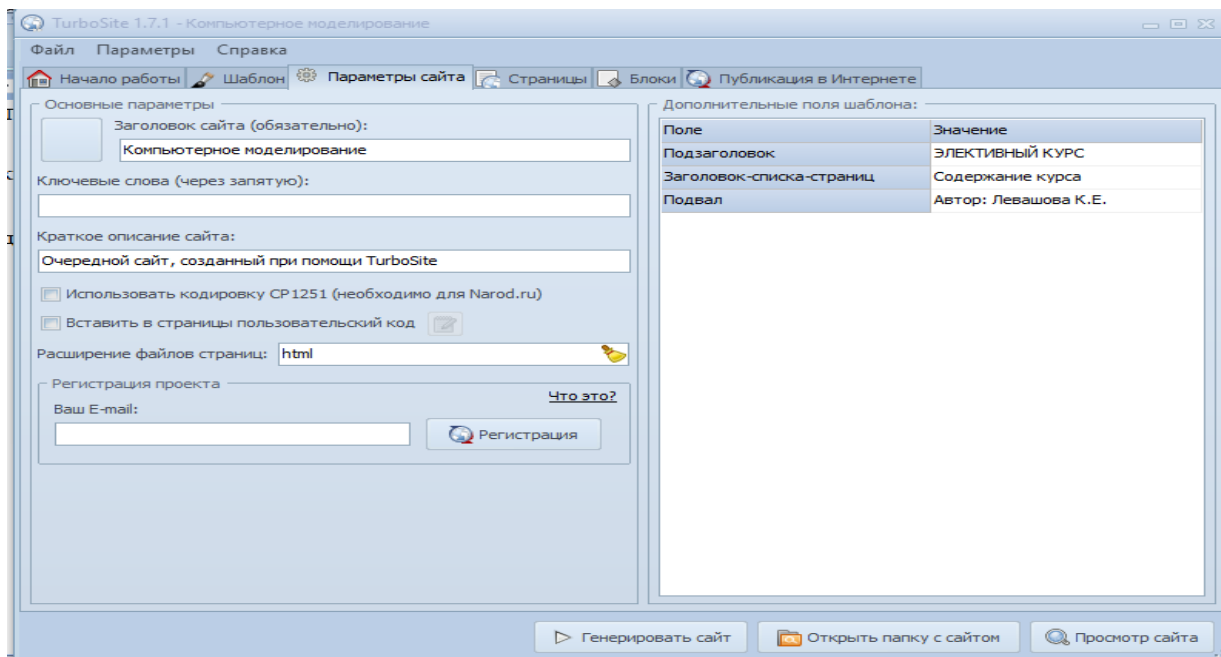 TurboSite 1.7.1 - Компьютерное моделирование
Файл Параметры Справка
Начало работы Шаблон Параметры сайта Страницы Блоки Публикация в Интернете
Основные параметры
Заголовок сайта (обязательно):
Компьютерное моделирование
Ключевые слова (через запятую):
Краткое описание сайта:
Очередной сайт, созданный при помощи TurboSite
Использовать кодировку CP1251 (необходимо для Narod.ru)
Вставить в страницы пользовательский код
Расширение файлов страниц: html
Регистрация проекта
Что это?
Ваш E-mail:
Регистрация
Дополнительные поля шаблона:
Поле Значение
Подзаголовок ЭЛЕКТИВНЫЙ КУРС
Заголовок-списка-страниц Содержание курса
Подвал Автор: Левашова К.Е.
Генерировать сайт Открыть папку с сайтом Просмотр сайта